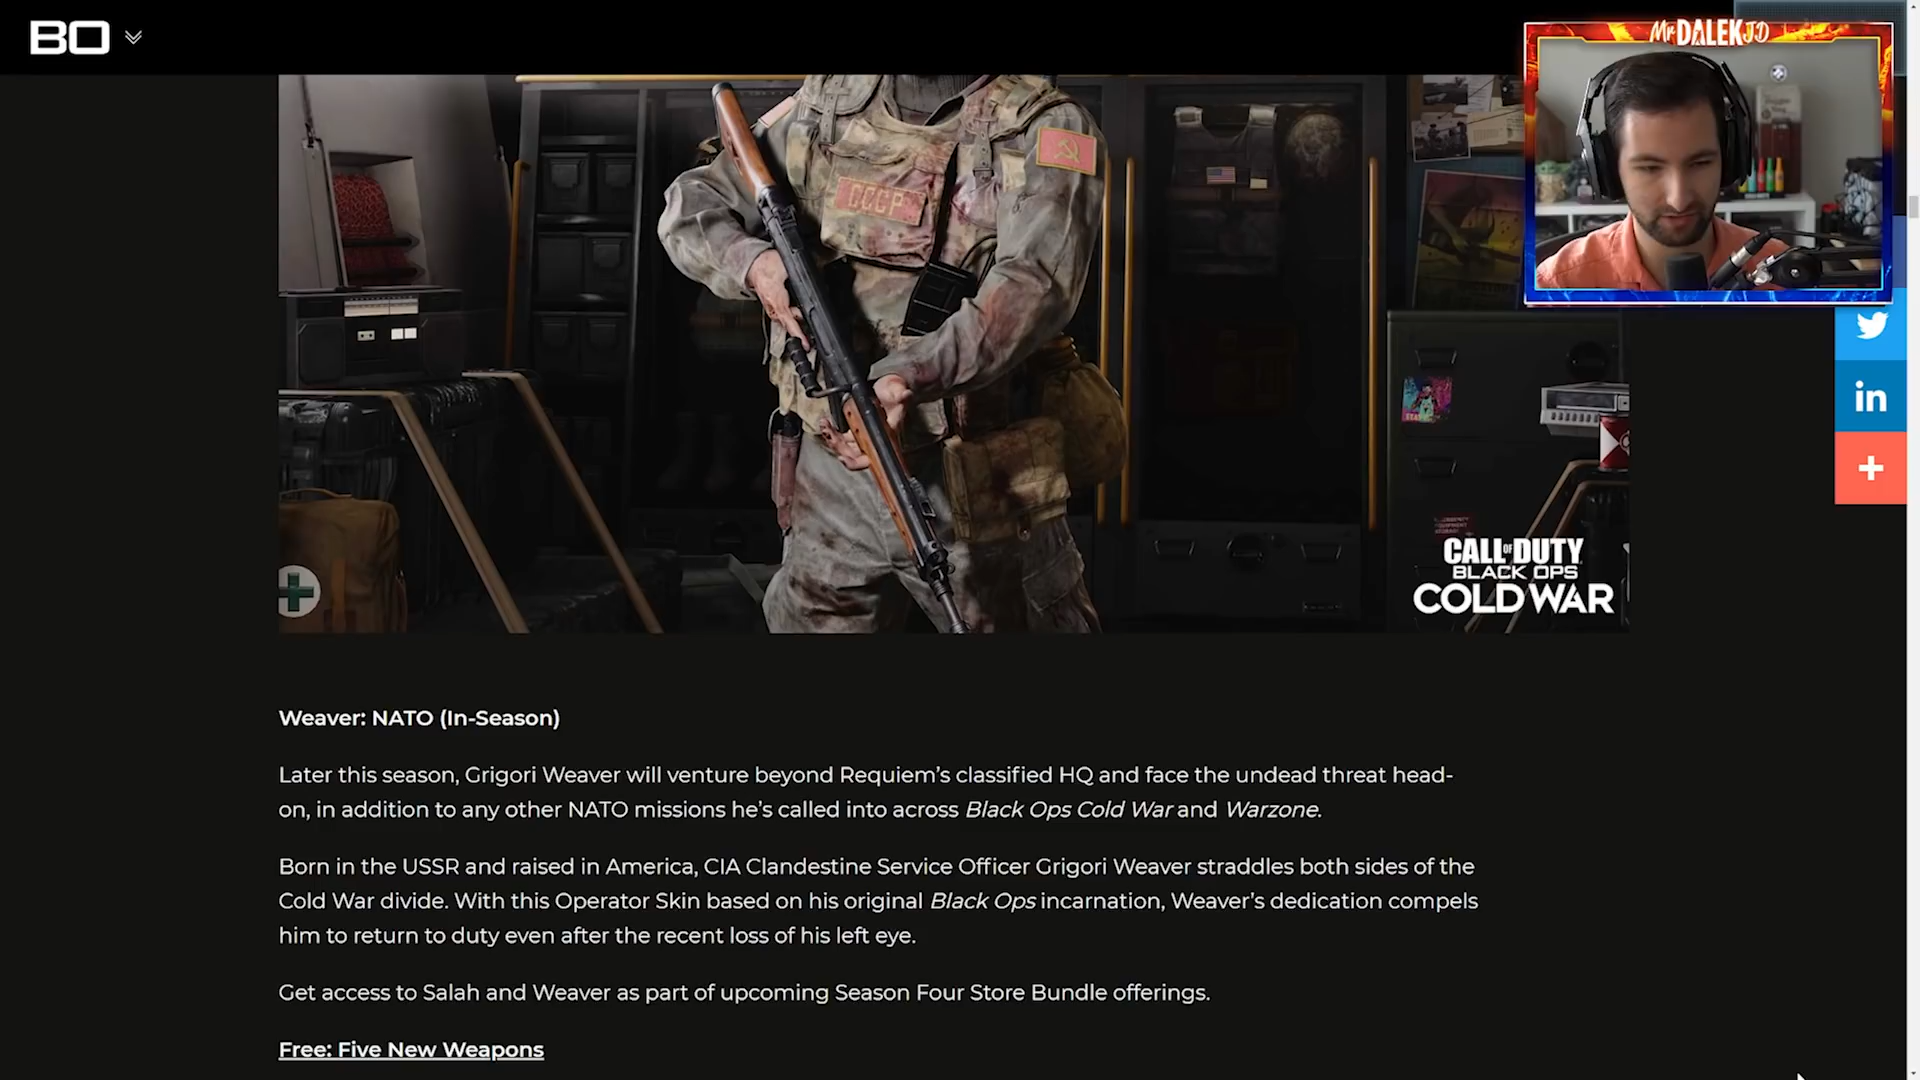 BO
MrDALEKJD
CCCP
CALL OF DUTY
BLACK OPS
COLD WAR
in
Weaver: NATO (In-Season)
Later this season, Grigori Weaver will venture beyond Requiem's classified HQ and face the undead threat head-
on, in addition to any other NATO missions he's called into across Black Ops Cold War and Warzone.
Born in the USSR and raised in America, CIA Clandestine Service Officer Grigori Weaver straddles both sides of the
Cold War divide. With this Operator Skin based on his original Black Ops incarnation, Weaver's dedication compels
him to return to duty even after the recent loss of his left eye.
Get access to Salah and Weaver as part of upcoming Season Four Store Bundle offerings.
Free: Five New Weapons